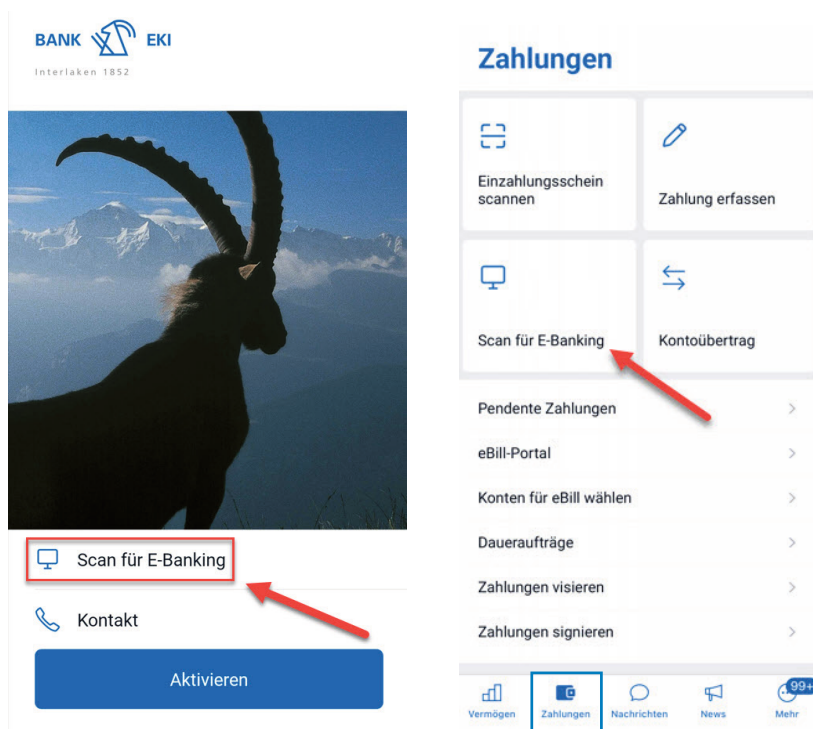 BANK EKI
Interlaken 1852
Scan für E-Banking
Kontakt
Aktivieren
Zahlungen
Einzahlungsschein
scannen
Zahlung erfassen
Scan für E-Banking
Kontoübertrag
Pendente Zahlungen
eBill-Portal
Konten für eBill wählen
Daueraufträge
Zahlungen visieren
Zahlungen signieren
99+
Vermögen
Zahlungen
Nachrichten
News
Mehr